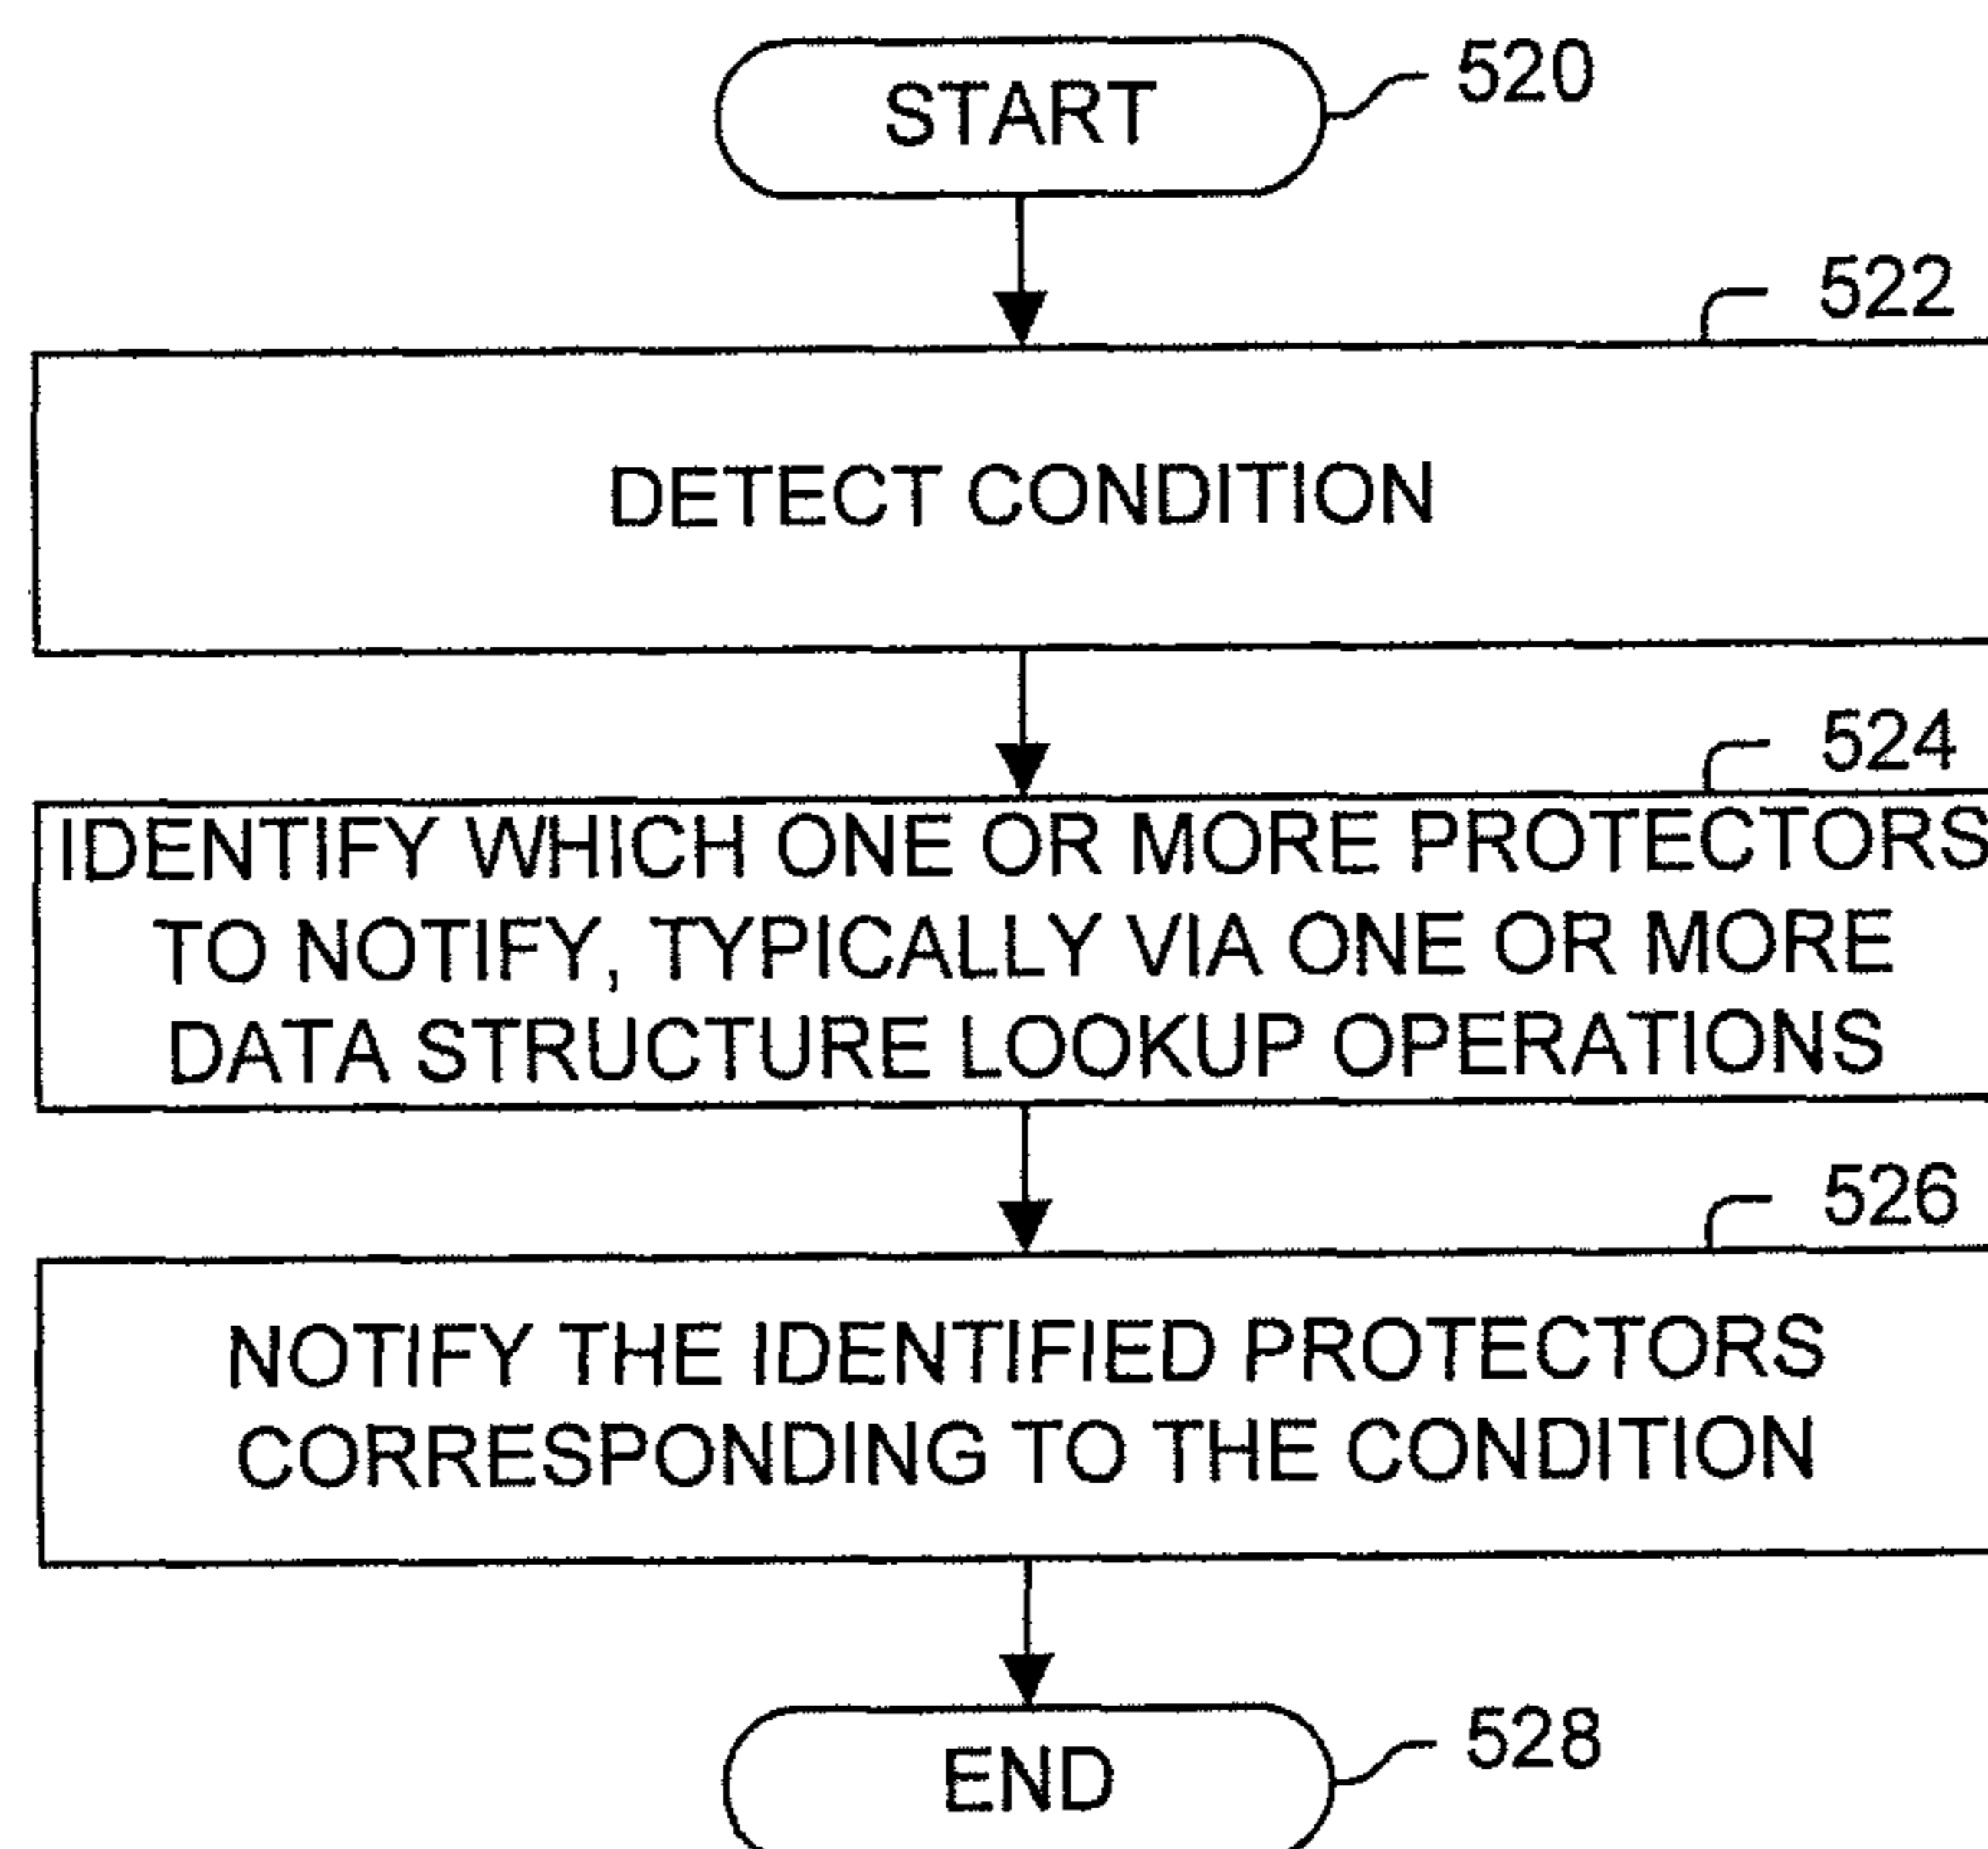 START
520
522
DETECT CONDITION
524
IDENTIFY WHICH ONE OR MORE PROTECTORS
TO NOTIFY, TYPICALLY VIA ONE OR MORE
DATA STRUCTURE LOOKUP OPERATIONS
526
NOTIFY THE IDENTIFIED PROTECTORS
CORRESPONDING TO THE CONDITION
END
528